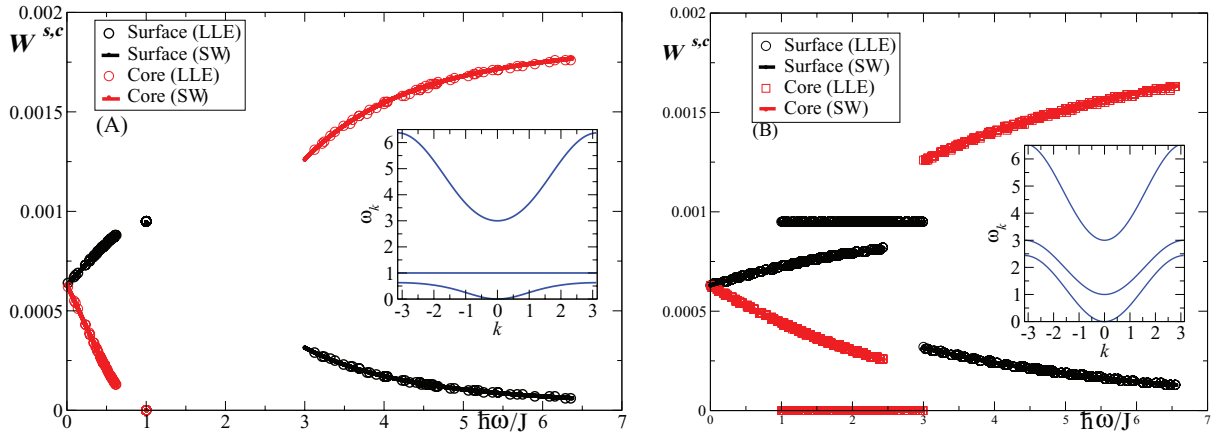 0.002
W s,c
Surface (LLE)
Surface (SW)
Core (LLE)
Core (SW)
(A)
0.0015
0.001
0.0005
0
0 1 2 3 4 5 6 7
ħω/J
6
5
4
3
2
1
0
ωk
-3 -2 -1 0 1 2 3
k
0.002
W s,c
Surface (LLE)
Surface (SW)
Core (LLE)
Core (SW)
(B)
0.0015
0.001
0.0005
0
0 1 2 3 4 5 6 7
ħω/J
6
5
4
3
2
1
0
ωk
-3 -2 -1 0 1 2 3
k